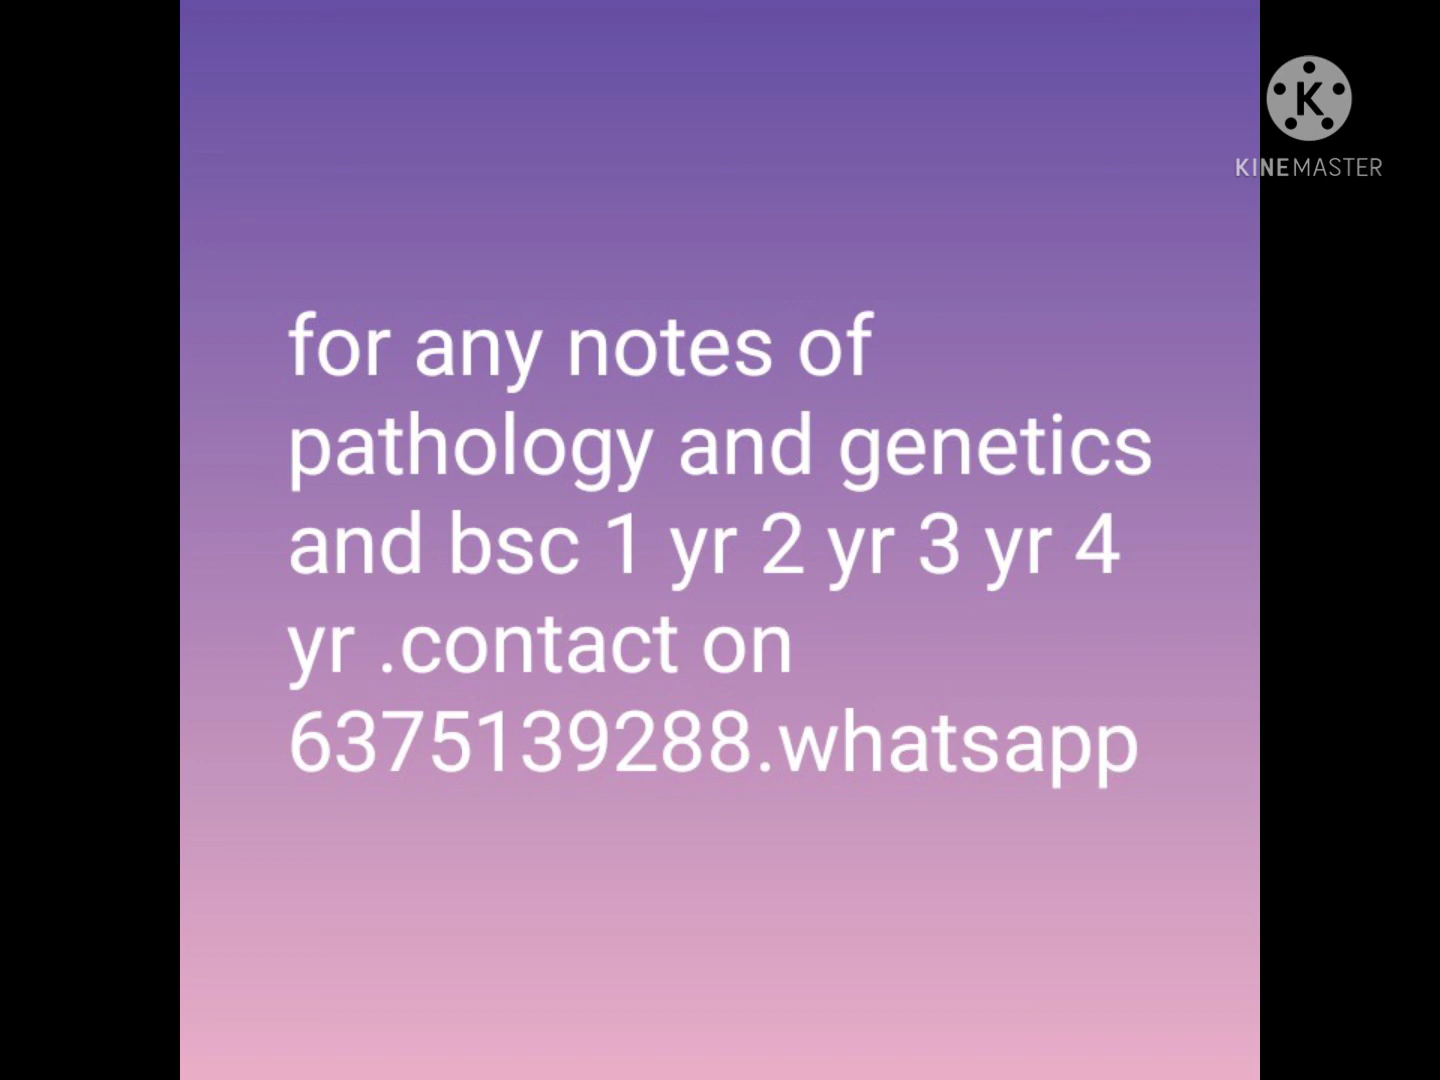 K
KINEMASTER
for any notes of
pathology and genetics
and bsc 1 yr 2 yr 3 yr 4
yr .contact on
6375139288.whatsapp